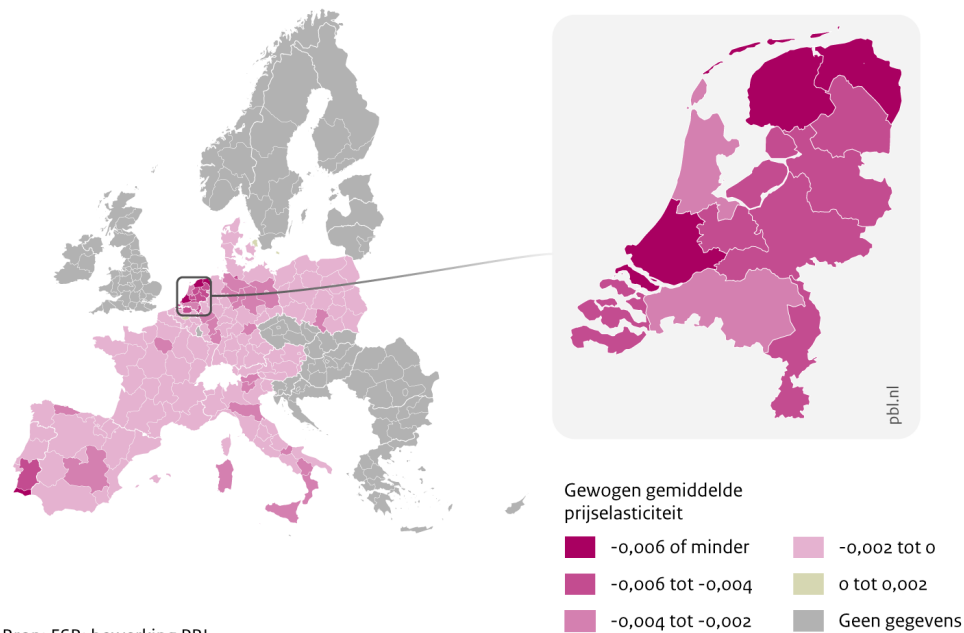 pbl.nl
Gewogen gemiddelde
prijselasticiteit
-0,006 of minder
-0,006 tot -0,004
-0,004 tot -0,002
-0,002 tot 0
0 tot 0,002
Geen gegevens